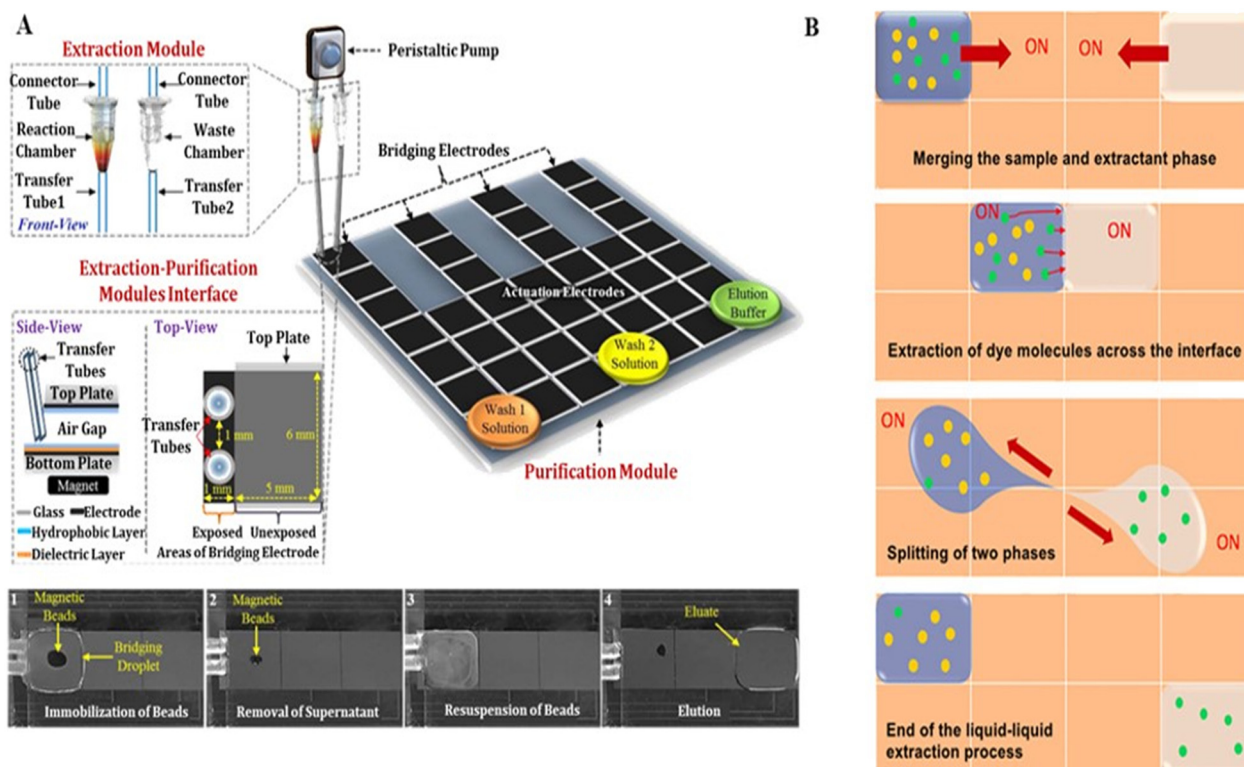 A
Extraction Module
Connector
Tube
Connector
Tube
Reaction
Chamber
Waste
Chamber
Transfer
Tube1
Transfer
Tube2
Front-View
Peristaltic Pump
Bridging Electrodes
Actuation Electrodes
Elution
Buffer
Wash 2
Solution
Wash 1
Solution
Purification Module
Extraction-Purification
Modules Interface
Side-View
Transfer
Tubes
Top Plate
Air Gap
Bottom Plate
Magnet
Glass
Electrode
Hydrophobic Layer
Dielectric Layer
Top-View
Top Plate
Transfer
Tubes
1 mm
6 mm
1 mm
5 mm
Exposed
Unexposed
Areas of Bridging Electrode
1
Magnetic
Beads
Bridging
Droplet
Immobilization of Beads
2
Magnetic
Beads
Removal of Supernatant
3
Resuspension of Beads
4
Eluate
Elution
B
ON
ON
Merging the sample and extractant phase
ON
ON
Extraction of dye molecules across the interface
ON
ON
Splitting of two phases
End of the liquid-liquid
extraction process